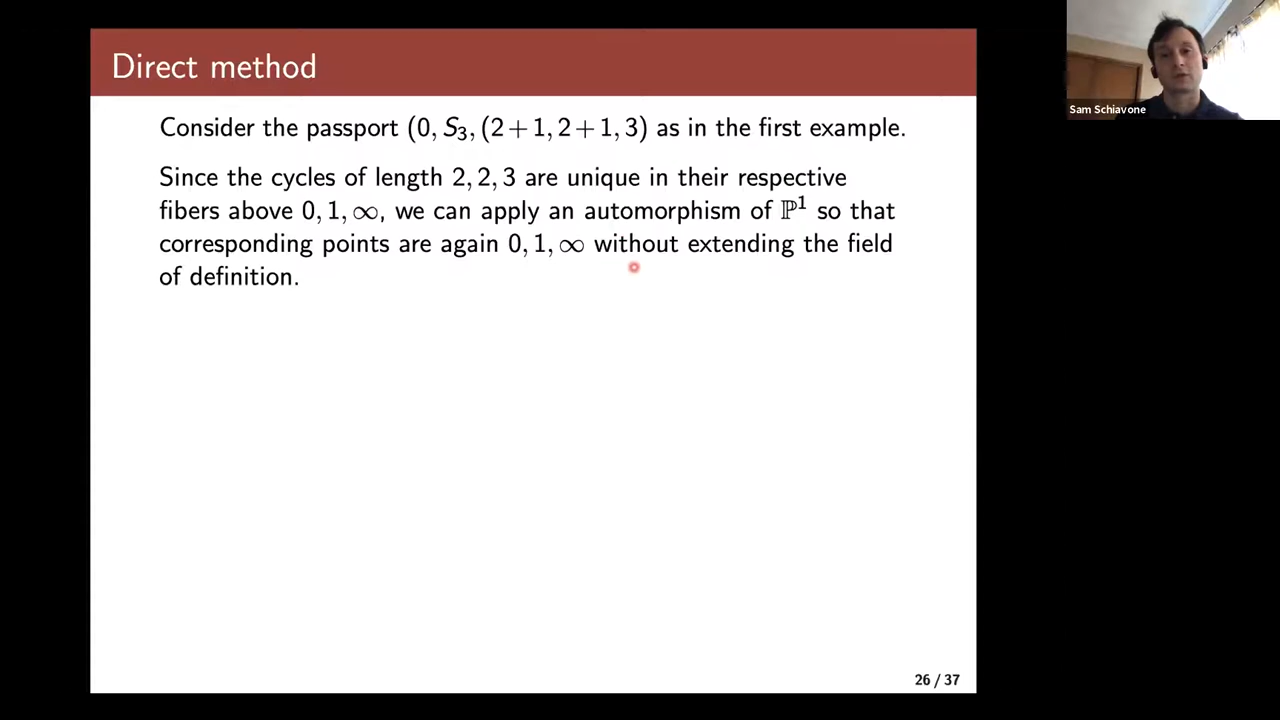 Direct method
Consider the passport (0, S₃, (2 + 1, 2 + 1, 3) as in the first example.
Since the cycles of length 2, 2, 3 are unique in their respective
fibers above 0, 1, ∞, we can apply an automorphism of ℙ¹ so that
corresponding points are again 0, 1, ∞ without extending the field
of definition.
26 / 37
Sam Schiavone